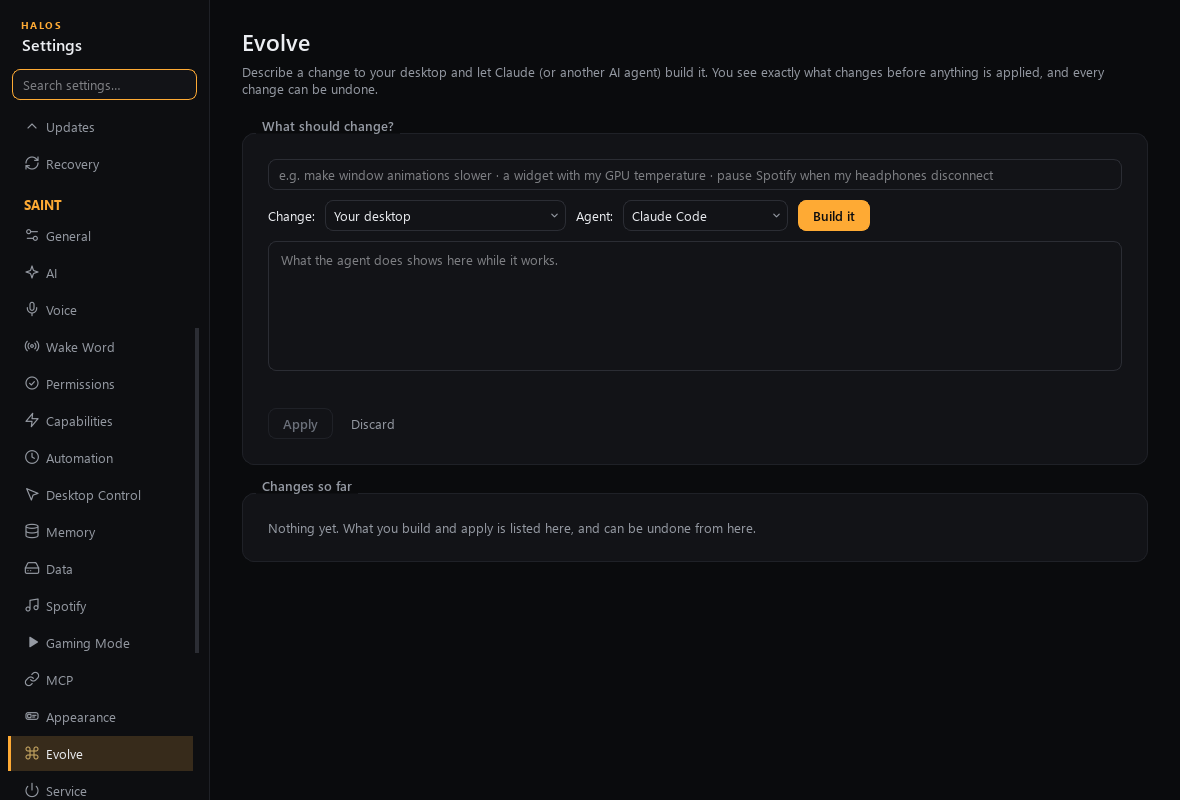 HALOS
Settings
Search settings...
Updates
Recovery
SAINT
General
AI
Voice
Wake Word
Permissions
Capabilities
Automation
Desktop Control
Memory
Data
Spotify
Gaming Mode
MCP
Appearance
Evolve
Service
Evolve
Describe a change to your desktop and let Claude (or another AI agent) build it. You see exactly what changes before anything is applied, and every
change can be undone.
What should change?
e.g. make window animations slower · a widget with my GPU temperature · pause Spotify when my headphones disconnect
Change: Your desktop Agent: Claude Code Build it
What the agent does shows here while it works.
Apply Discard
Changes so far
Nothing yet. What you build and apply is listed here, and can be undone from here.